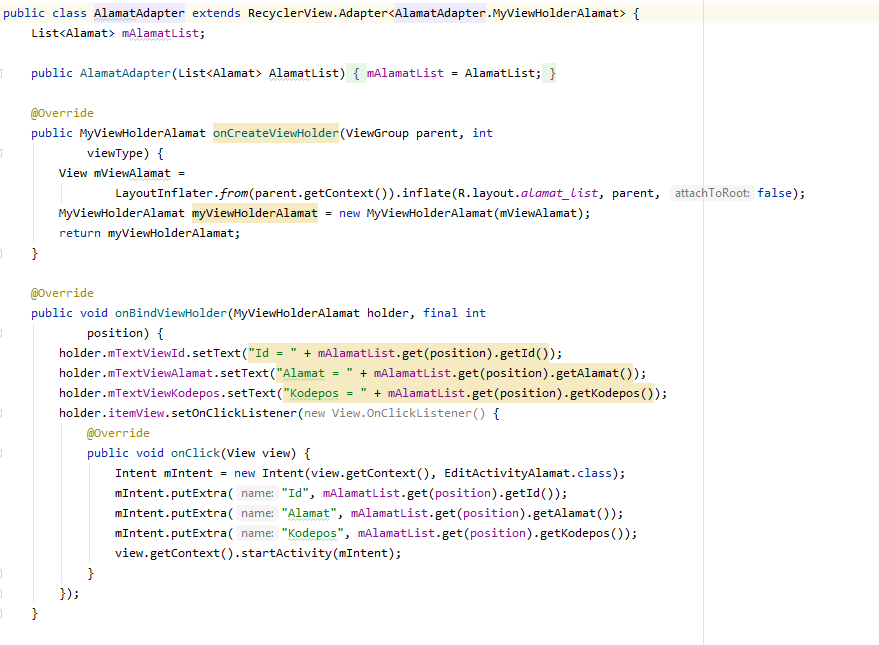 public class AlamatAdapter extends RecyclerView.Adapter<AlamatAdapter.MyViewHolderAlamat> {
    List<Alamat> mAlamatList;

    public AlamatAdapter(List<Alamat> AlamatList) { mAlamatList = AlamatList; }

    @Override
    public MyViewHolderAlamat onCreateViewHolder(ViewGroup parent, int
            viewType) {
        View mViewAlamat =
                LayoutInflater.from(parent.getContext()).inflate(R.layout.alamat_list, parent, attachToRoot: false);
        MyViewHolderAlamat myViewHolderAlamat = new MyViewHolderAlamat(mViewAlamat);
        return myViewHolderAlamat;
    }

    @Override
    public void onBindViewHolder(MyViewHolderAlamat holder, final int
            position) {
        holder.mTextViewId.setText("Id = " + mAlamatList.get(position).getId());
        holder.mTextViewAlamat.setText("Alamat = " + mAlamatList.get(position).getAlamat());
        holder.mTextViewKodepos.setText("Kodepos = " + mAlamatList.get(position).getKodepos());
        holder.itemView.setOnClickListener(new View.OnClickListener() {
            @Override
            public void onClick(View view) {
                Intent mIntent = new Intent(view.getContext(), EditActivityAlamat.class);
                mIntent.putExtra( name: "Id", mAlamatList.get(position).getId());
                mIntent.putExtra( name: "Alamat", mAlamatList.get(position).getAlamat());
                mIntent.putExtra( name: "Kodepos", mAlamatList.get(position).getKodepos());
                view.getContext().startActivity(mIntent);
            }
        });
    }